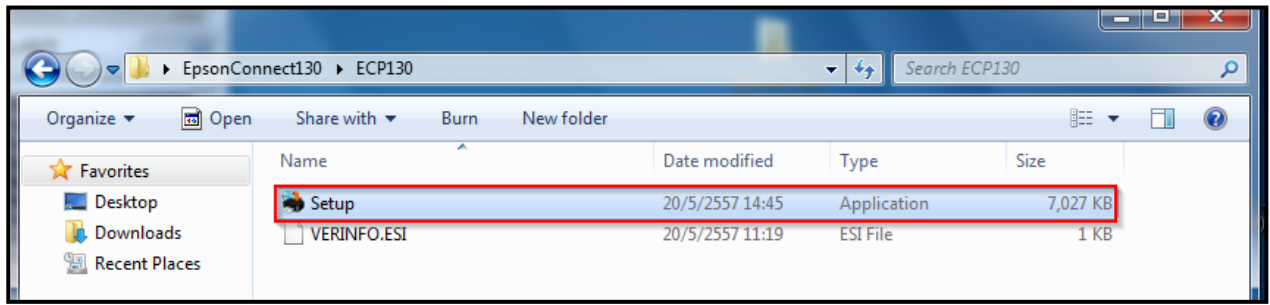 EpsonConnect130 ECP130 Search ECP130
Organize Open Share with Burn New folder
Favorites
Desktop
Downloads
Recent Places
Name Date modified Type Size
Setup 20/5/2557 14:45 Application 7,027 KB
VERINFO.ESI 20/5/2557 11:19 ESI File 1 KB